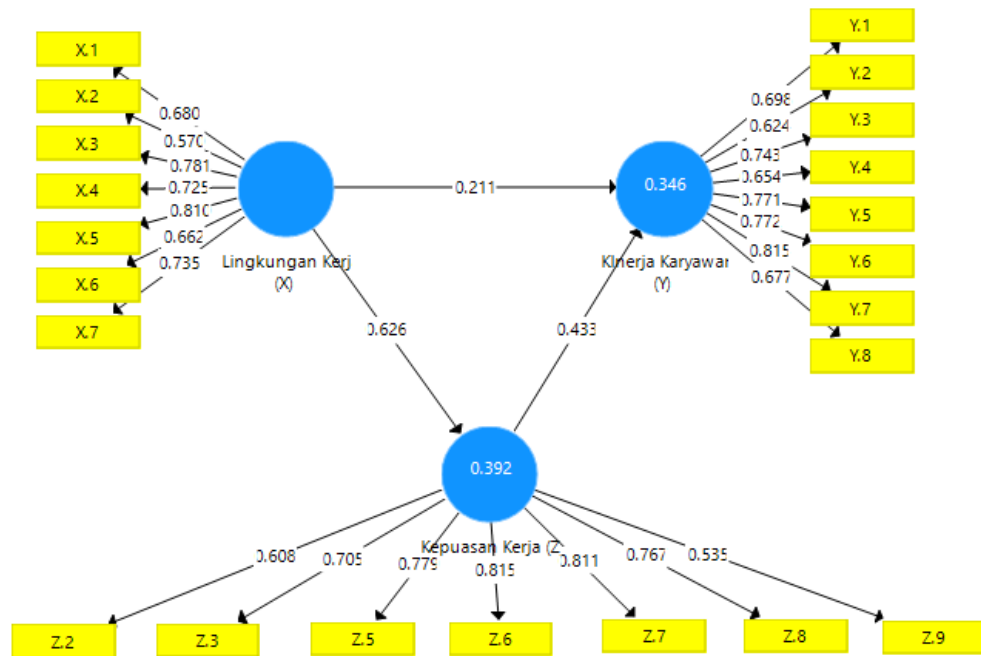 X.1
X.2
X.3
X.4
X.5
X.6
X.7
0.680
0.570
0.781
0.725
0.810
0.662
0.735
Lingkungan Kerj
(X)
0.211
0.626
0.346
KInerja Karyawar
(Y)
0.433
0.698
0.624
0.743
0.654
0.771
0.772
0.815
0.677
Y.1
Y.2
Y.3
Y.4
Y.5
Y.6
Y.7
Y.8
0.392
Kepuasan Kerja (Z
0.608
0.705
0.779
0.815
0.811
0.767
0.535
Z.2
Z.3
Z.5
Z.6
Z.7
Z.8
Z.9